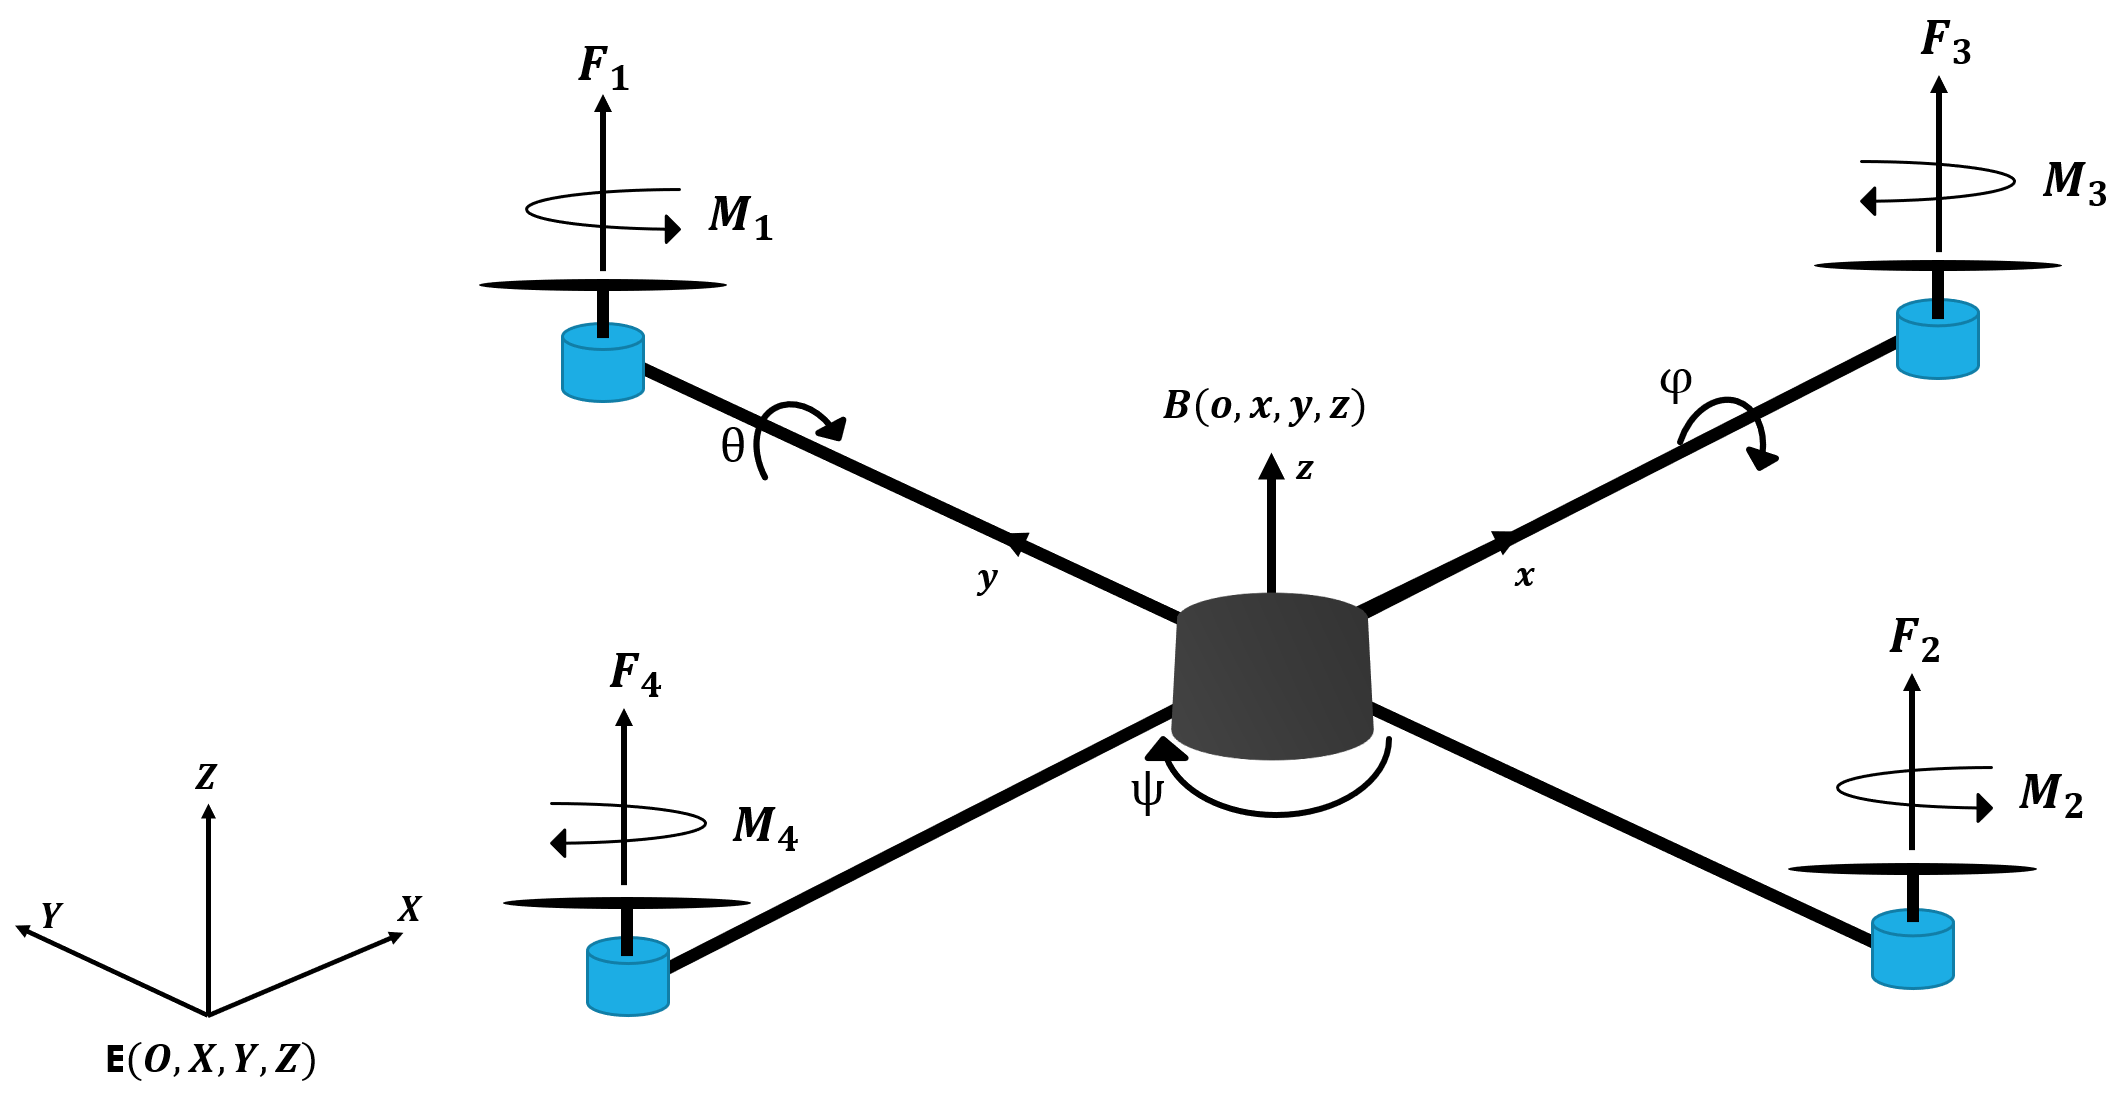 F₁
F₃
M₃
M₁
φ
B(o, x, y, z)
θ
z
y
x
F₂
F₄
Z
ψ
M₂
M₄
Y
X
E(O, X, Y, Z)